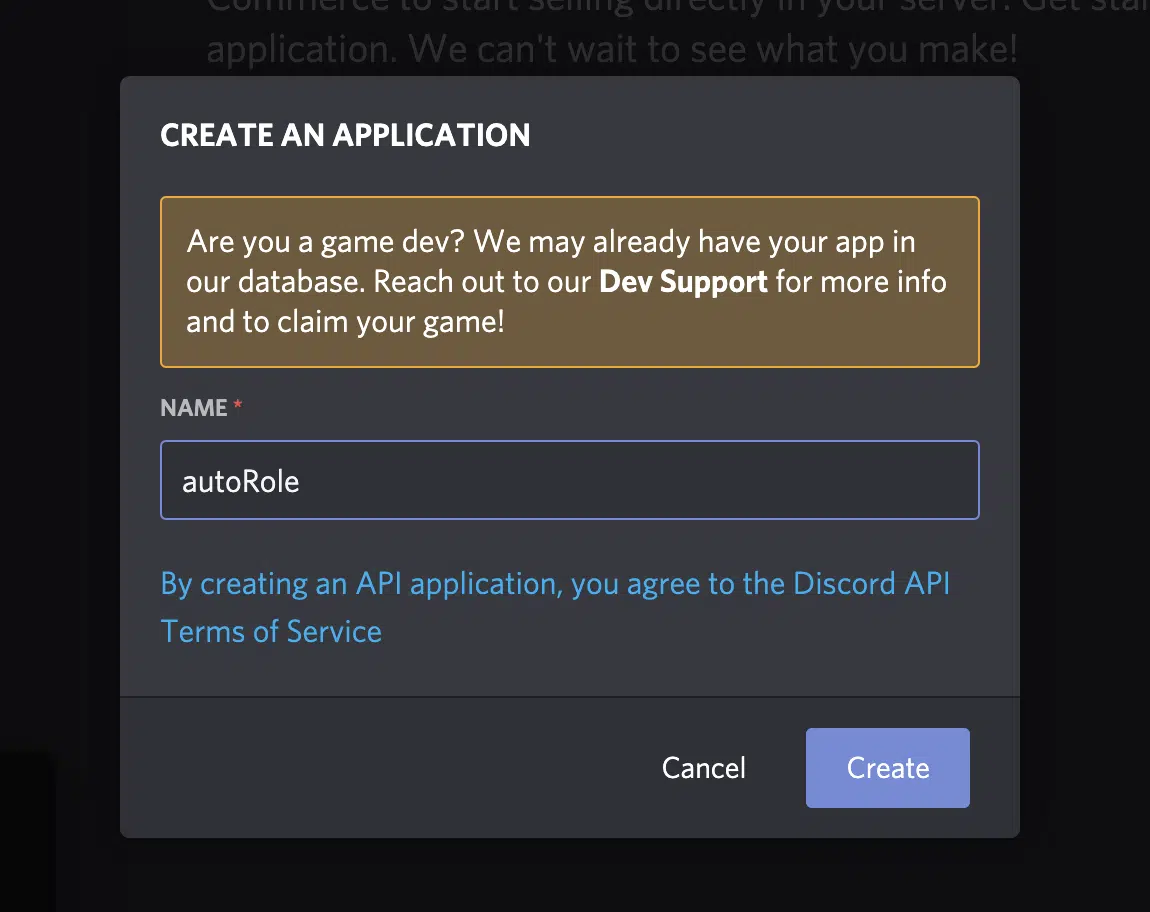 Commerce to start selling directly in your server. Get
application. We can't wait to see what you make!
CREATE AN APPLICATION
Are you a game dev? We may already have your app in
our database. Reach out to our Dev Support for more info
and to claim your game!
NAME *
autoRole
By creating an API application, you agree to the Discord API
Terms of Service
Cancel
Create